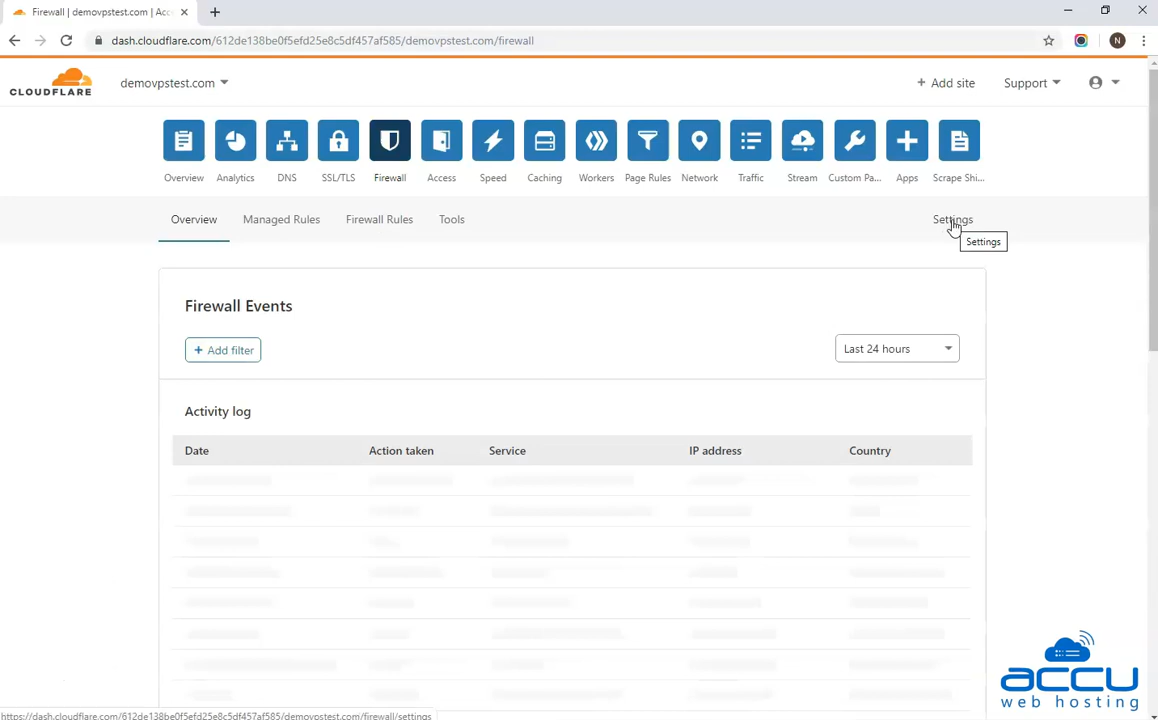 Firewall | demovpstest.com | Acc
dash.cloudflare.com/612de138be0f5efd25e8c5df457af585/demovpstest.com/firewall
N
CLOUDFLARE
demovpstest.com
+ Add site
Support
Overview
Analytics
DNS
SSL/TLS
Firewall
Access
Speed
Caching
Workers
Page Rules
Network
Traffic
Stream
Custom Pa...
Apps
Scrape Shi...
Overview
Managed Rules
Firewall Rules
Tools
Settings
Settings
Firewall Events
+ Add filter
Last 24 hours
Activity log
Date
Action taken
Service
IP address
Country
accu
web hosting
https://dash.cloudflare.com/612de138be0f5efd25e8c5df457af585/demovpstest.com/firewall/settings